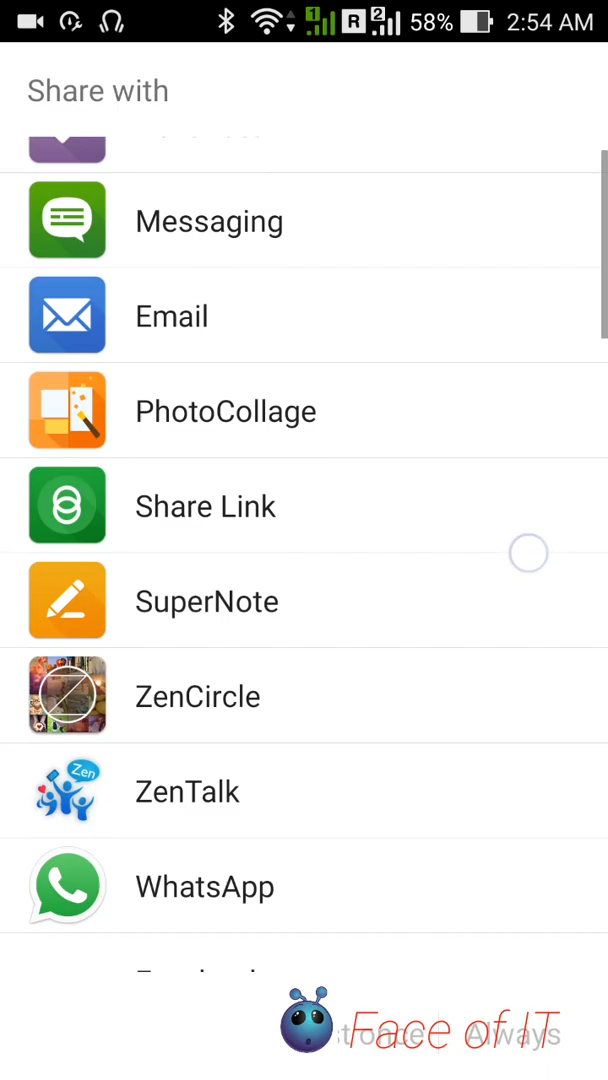 1 R 2 58% 2:54 AM
Share with
Messaging
Email
PhotoCollage
Share Link
SuperNote
ZenCircle
Zen
ZenTalk
WhatsApp
Face of IT
Always